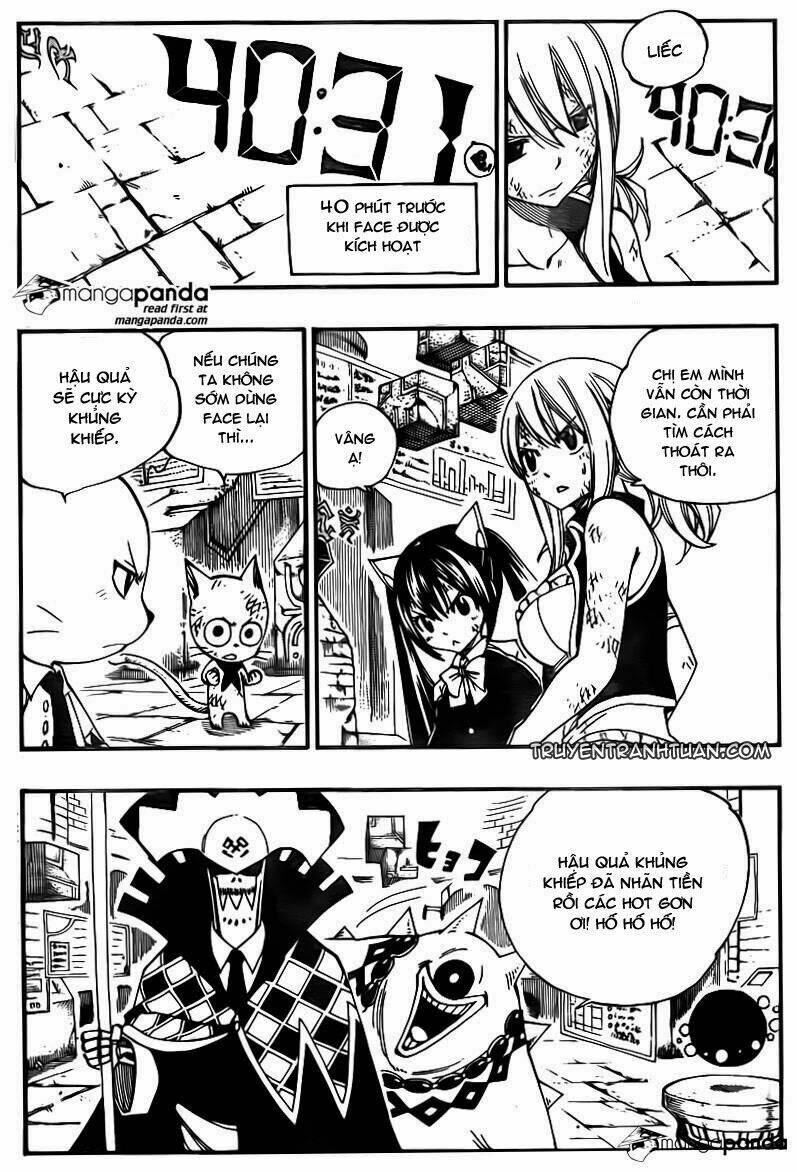 40:31
40 PHÚT TRƯỚC
KHI FACE ĐƯỢC
KÍCH HOẠT
mangapanda
read first at
mangapanda.com
LIẾC
40:30
HẬU QUẢ
SẼ CỰC KỲ
KHỦNG
KHIẾP.
NẾU CHÚNG
TA KHÔNG
SỚM DỪNG
FACE LẠI
THÌ...
VÂNG
Ạ!
CHỊ EM MÌNH
VẪN CÒN THỜI
GIAN. CẦN PHẢI
TÌM CÁCH
THOÁT RA
THÔI.
TRUYENTRANHTUAN.COM
ヒョコ
HẬU QUẢ KHỦNG
KHIẾP ĐÃ NHÃN TIỀN
RỒI CÁC HOT GƠN
ƠI! HỐ HỐ HỐ!
mangapanda